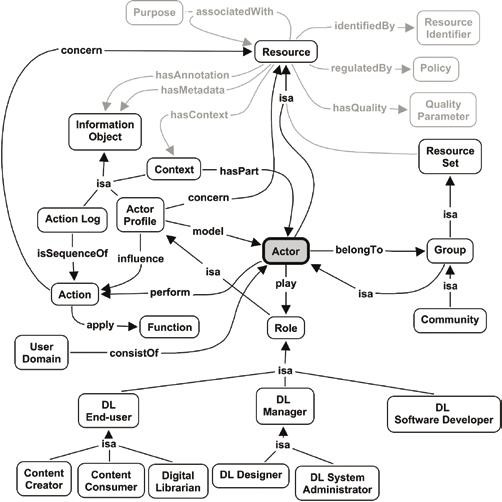 Purpose
associatedWith
identifiedBy
Resource
Identifier
concern
Resource
regulatedBy
Policy
hasAnnotation
hasMetadata
hasQuality
Quality
Parameter
hasContext
isa
Information
Object
Resource
Set
Context
hasPart
isa
Action Log
Actor
Profile
concern
isa
model
isSequenceOf
influence
Actor
belongTo
Group
isa
play
isa
isa
Action
perform
apply
Function
Role
Community
User
Domain
consistOf
isa
DL
End-user
DL
Manager
DL
Software Developer
isa
isa
Content
Creator
Content
Consumer
Digital
Librarian
DL Designer
DL System
Administrator